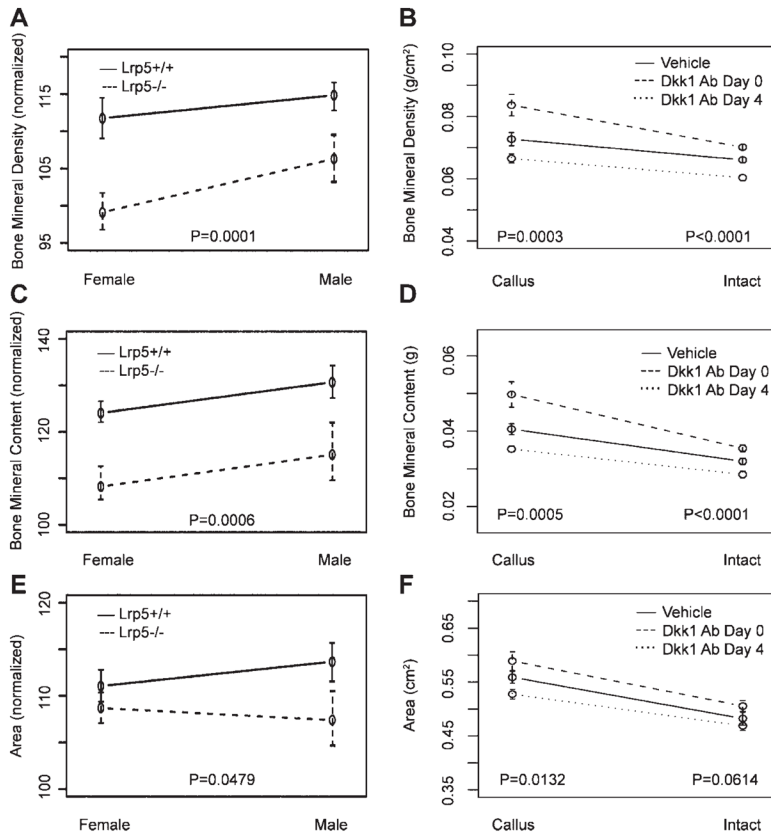 A
Bone Mineral Density (normalized)
115
105
95
Lrp5+/+
Lrp5-/-
P=0.0001
Female Male
B
Bone Mineral Density (g/cm²)
0.10
0.08
0.06
0.04
Vehicle
Dkk1 Ab Day 0
Dkk1 Ab Day 4
P=0.0003 P<0.0001
Callus Intact
C
Bone Mineral Content (normalized)
140
120
100
Lrp5+/+
Lrp5-/-
P=0.0006
Female Male
D
Bone Mineral Content (g)
0.06
0.04
0.02
Vehicle
Dkk1 Ab Day 0
Dkk1 Ab Day 4
P=0.0005 P<0.0001
Callus Intact
E
Area (normalized)
120
110
100
Lrp5+/+
Lrp5-/-
P=0.0479
Female Male
F
Area (cm²)
0.65
0.55
0.45
0.35
Vehicle
Dkk1 Ab Day 0
Dkk1 Ab Day 4
P=0.0132 P=0.0614
Callus Intact